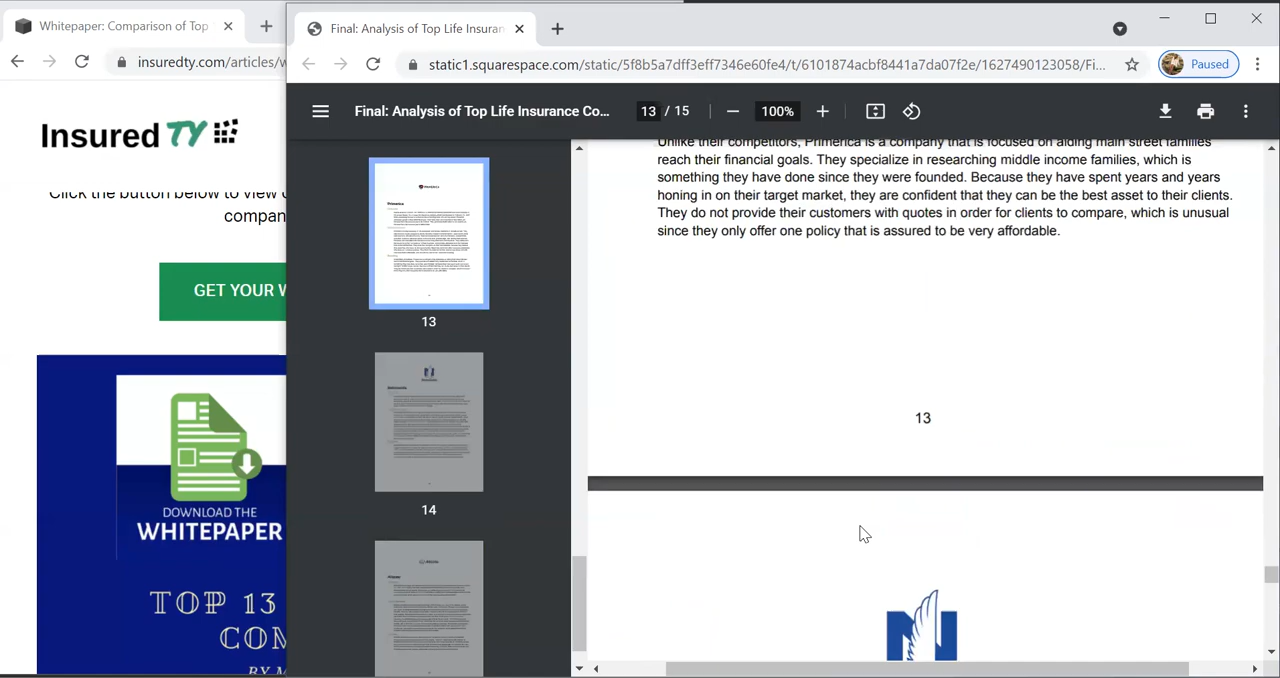 Whitepaper: Comparison of Top
insuredty.com/articles/w
Insured TY
Click the button below to view o
compan
GET YOUR W
DOWNLOAD THE
WHITEPAPER
TOP 13
COM
BY M
Final: Analysis of Top Life Insuran
static1.squarespace.com/static/5f8b5a7dff3eff7346e60fe4/t/6101874acbf8441a7da07f2e/1627490123058/Fi...
Paused
Final: Analysis of Top Life Insurance Co...
13 / 15
100%
13
14
Unlike their competitors, Primerica is a company that is focused on aiding main street families
reach their financial goals. They specialize in researching middle income families, which is
something they have done since they were founded. Because they have spent years and years
honing in on their target market, they are confident that they can be the best asset to their clients.
They do not provide their customers with quotes in order for clients to compare, which is unusual
since they only offer one policy that is assured to be very affordable.
13